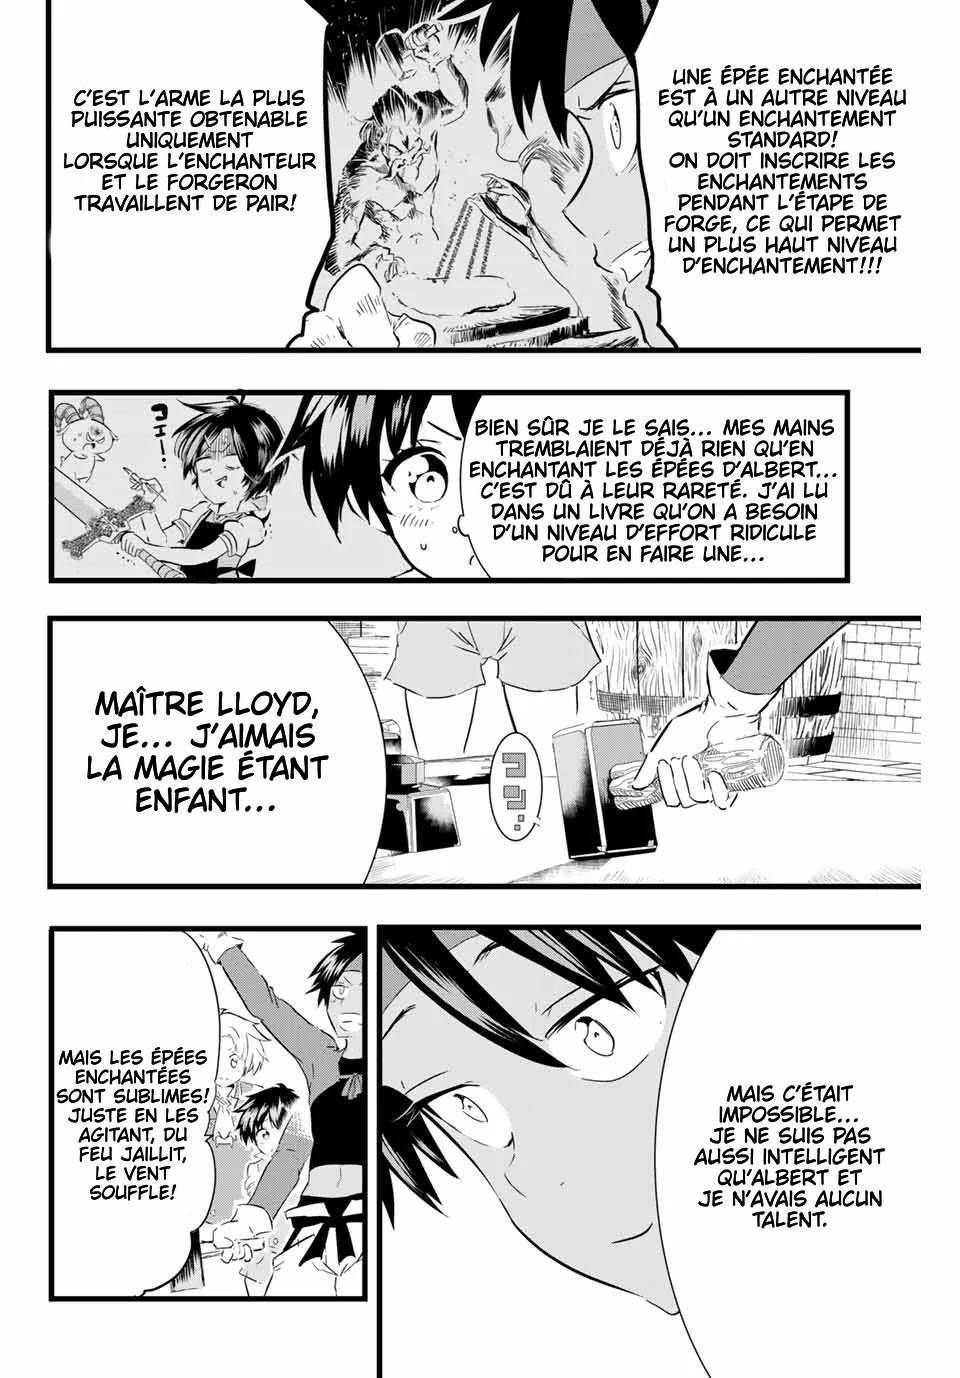 UNE ÉPÉE ENCHANTÉE
EST À UN AUTRE NIVEAU
QU'UN ENCHANTEMENT
STANDARD!
ON DOIT INSCRIRE LES
ENCHANTEMENTS
PENDANT L'ÉTAPE DE
FORGE, CE QUI PERMET
UN PLUS HAUT NIVEAU
D'ENCHANTEMENT!!!
C'EST L'ARME LA PLUS
PUISSANTE OBTENABLE
UNIQUEMENT
LORSQUE L'ENCHANTEUR
ET LE FORGERON
TRAVAILLENT DE PAIR!
BIEN SÛR JE LE SAIS... MES MAINS
TREMBLAIENT DÉJÀ RIEN QU'EN
ENCHANTANT LES ÉPÉES D'ALBERT...
C'EST DÛ À LEUR RARETÉ. J'AI LU
DANS UN LIVRE QU'ON A BESOIN
D'UN NIVEAU D'EFFORT RIDICULE
POUR EN FAIRE UNE...
コエー..
コシ..
MAÎTRE LLOYD,
JE... J'AIMAIS
LA MAGIE ÉTANT
ENFANT...
MAIS C'ÉTAIT
IMPOSSIBLE...
JE NE SUIS PAS
AUSSI INTELLIGENT
QU'ALBERT ET
JE N'AVAIS AUCUN
TALENT.
MAIS LES ÉPÉES
ENCHANTÉES
SONT SUBLIMES!
JUSTE EN LES
AGITANT, DU
FEU JAILLIT,
LE VENT
SOUFFLE!